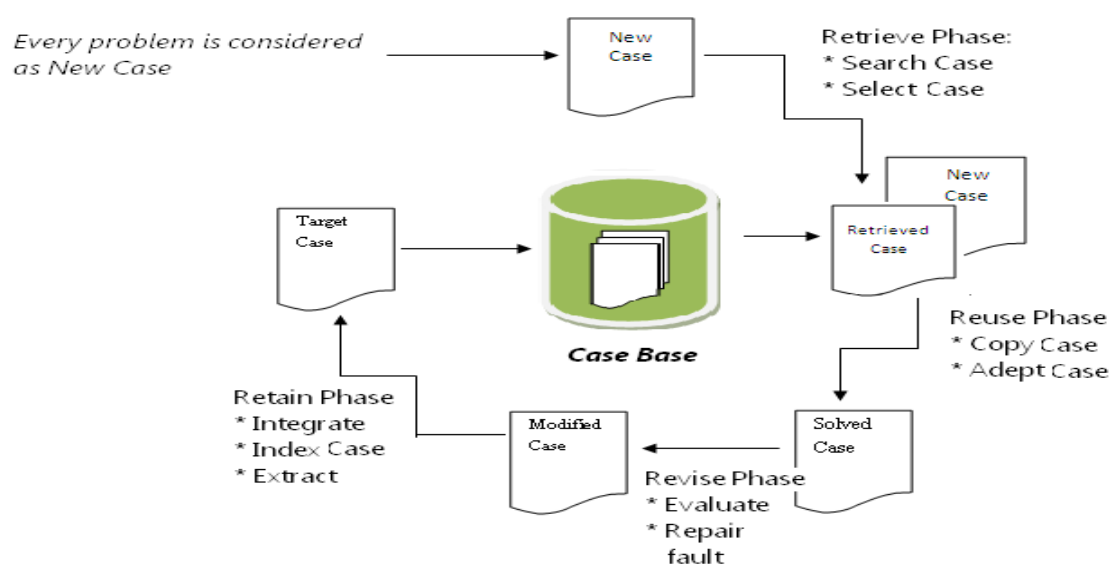 Every problem is considered
as New Case
New
Case
Retrieve Phase:
* Search Case
* Select Case
New
Case
Retrieved
Case
Target
Case
Case Base
Reuse Phase
* Copy Case
* Adept Case
Retain Phase
* Integrate
* Index Case
* Extract
Modified
Case
Solved
Case
Revise Phase
* Evaluate
* Repair
fault